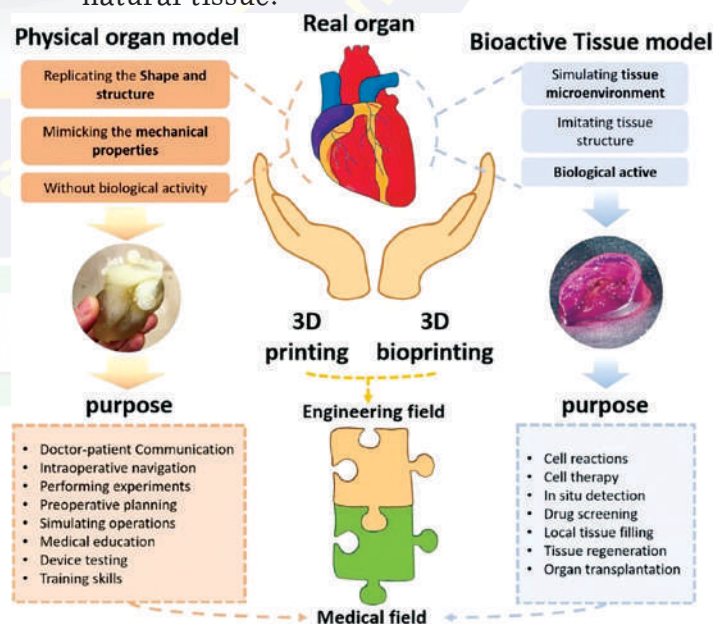 natural tissue.
Physical organ model
Real organ
Bioactive Tissue model
Replicating the Shape and
structure
Mimicking the mechanical
properties
Without biological activity
Simulating tissue
microenvironment
Imitating tissue
structure
Biological active
3D
printing
3D
bioprinting
purpose
Engineering field
purpose
• Doctor-patient Communication
• Intraoperative navigation
• Performing experiments
• Preoperative planning
• Simulating operations
• Medical education
• Device testing
• Training skills
• Cell reactions
• Cell therapy
• In situ detection
• Drug screening
• Local tissue filling
• Tissue regeneration
• Organ transplantation
Medical field